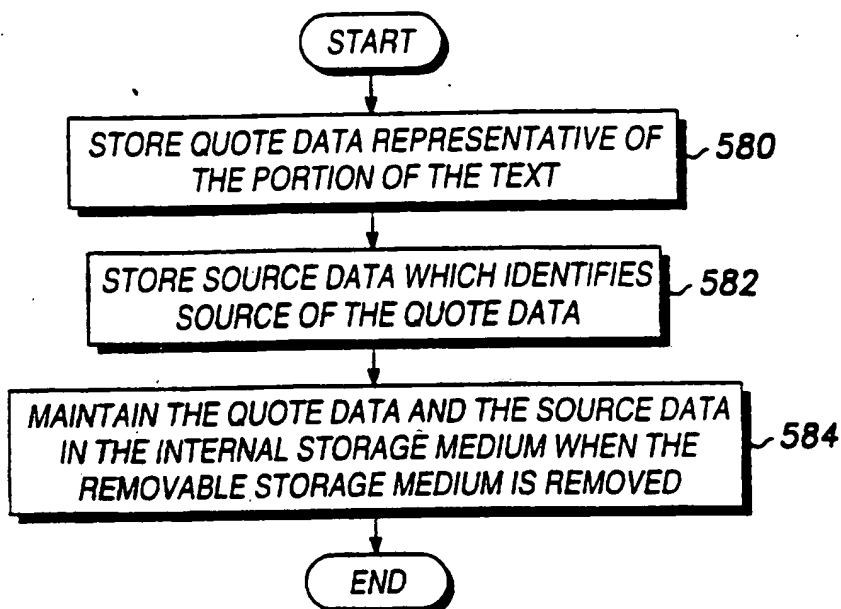 START
STORE QUOTE DATA REPRESENTATIVE OF
THE PORTION OF THE TEXT
580
STORE SOURCE DATA WHICH IDENTIFIES
SOURCE OF THE QUOTE DATA
582
MAINTAIN THE QUOTE DATA AND THE SOURCE DATA
IN THE INTERNAL STORAGE MEDIUM WHEN THE
REMOVABLE STORAGE MEDIUM IS REMOVED
584
END